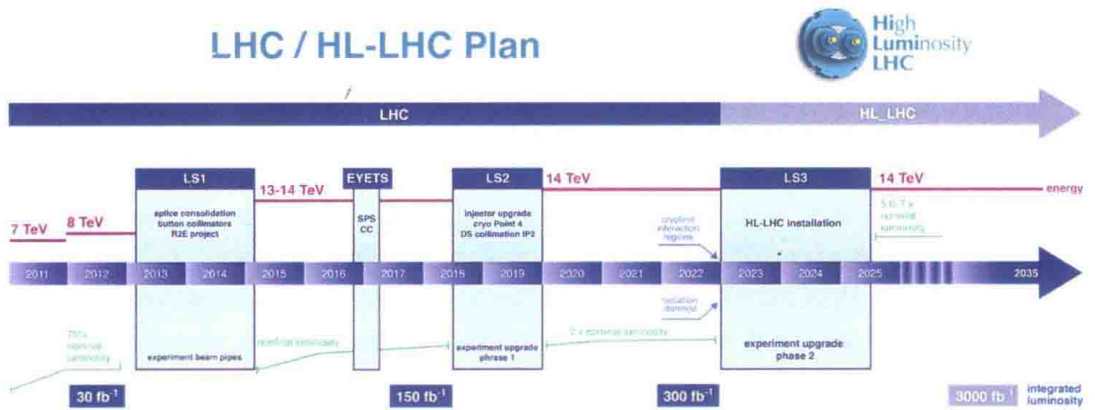 LHC / HL-LHC Plan
High
Luminosity
LHC
LHC
HL_LHC
LS1
EYETS
LS2
14 TeV
LS3
14 TeV
13-14 TeV
energy
splice consolidation
button collimators
R2E project
SPS
CC
injector upgrade
cryo Point 4
DS collimation IP2
cryolimit
interaction
regions
HL-LHC installation
5 to 7 x
nominal
luminosity
7 TeV
8 TeV
2011
2012
2013
2014
2015
2016
2017
2018
2019
2020
2021
2022
2023
2024
2025
2035
radiation
damage
75%
nominal
luminosity
experiment beam pipes
nominal luminosity
experiment upgrade
phrase 1
2 x nominal luminosity
experiment upgrade
phase 2
30 fb⁻¹
150 fb⁻¹
300 fb⁻¹
3000 fb⁻¹
integrated
luminosity